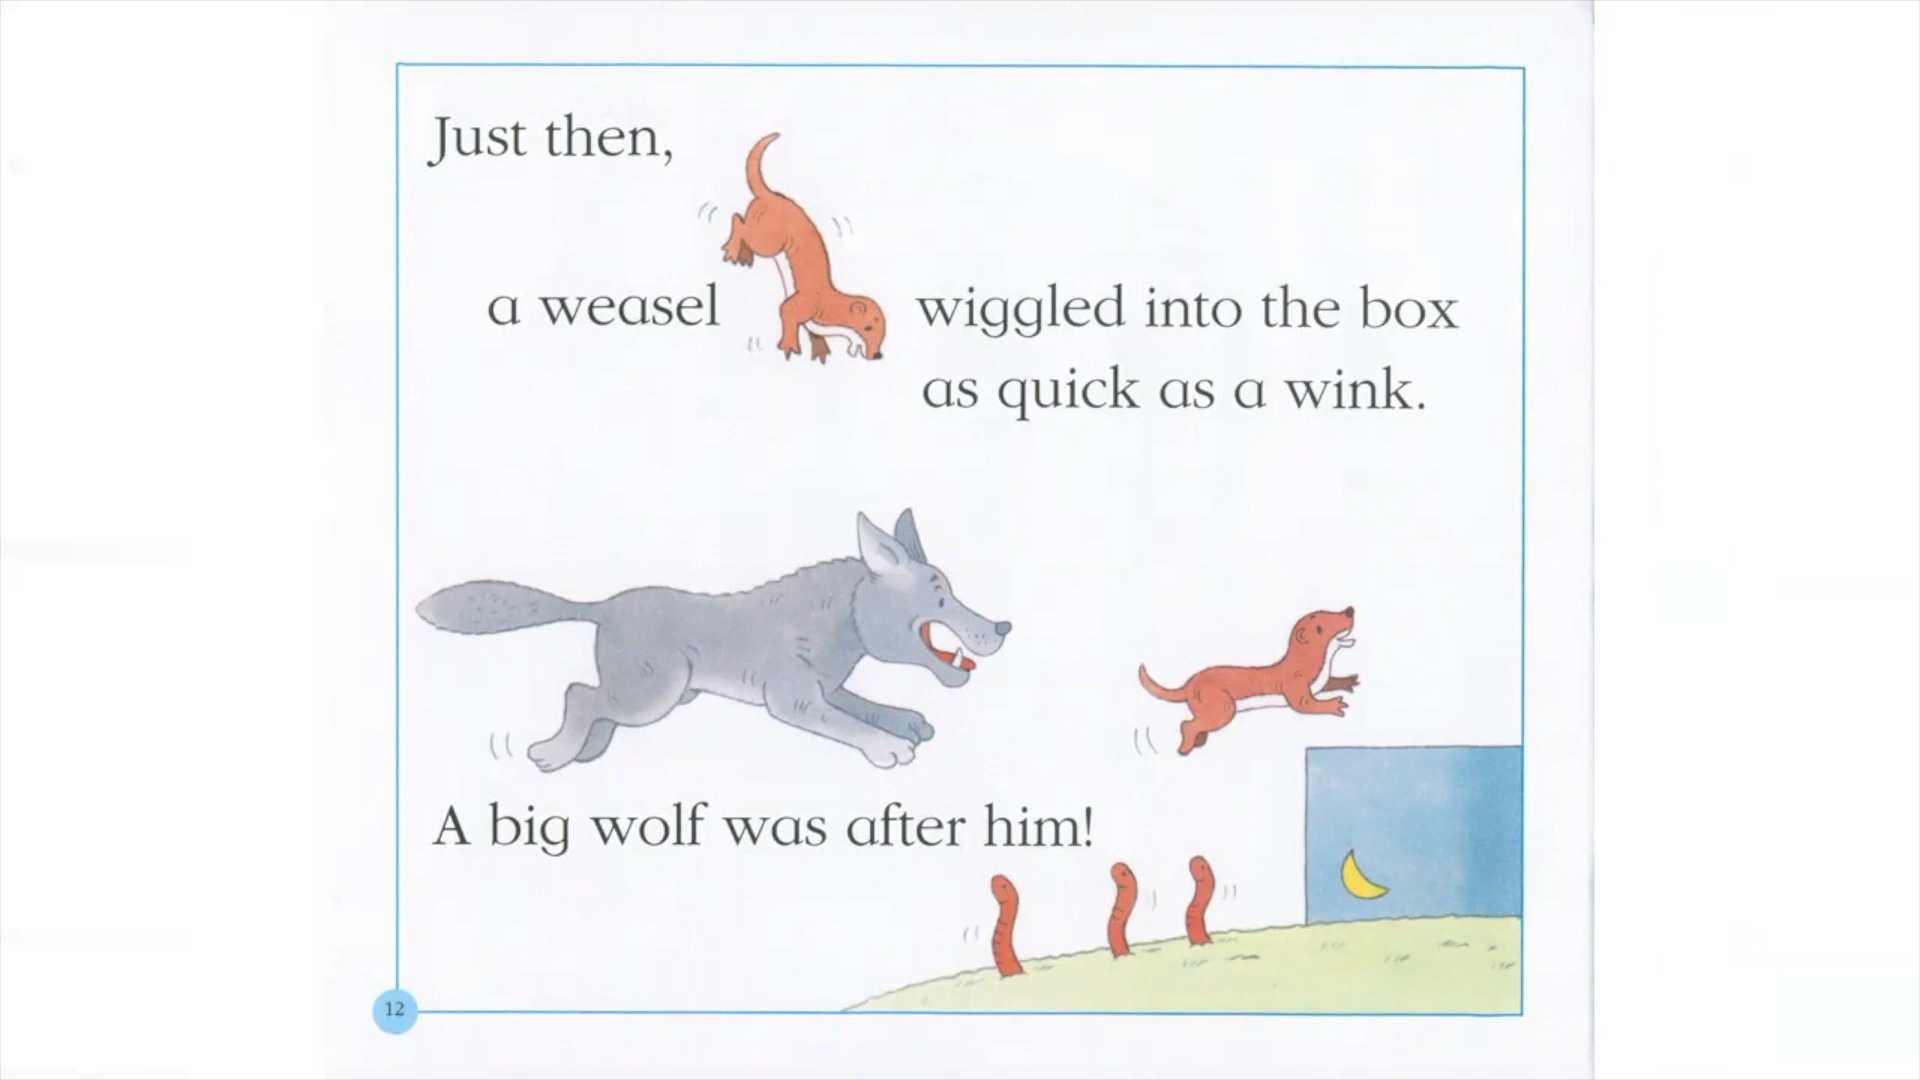 Just then,
a weasel wiggled into the box
as quick as a wink.
A big wolf was after him!
12